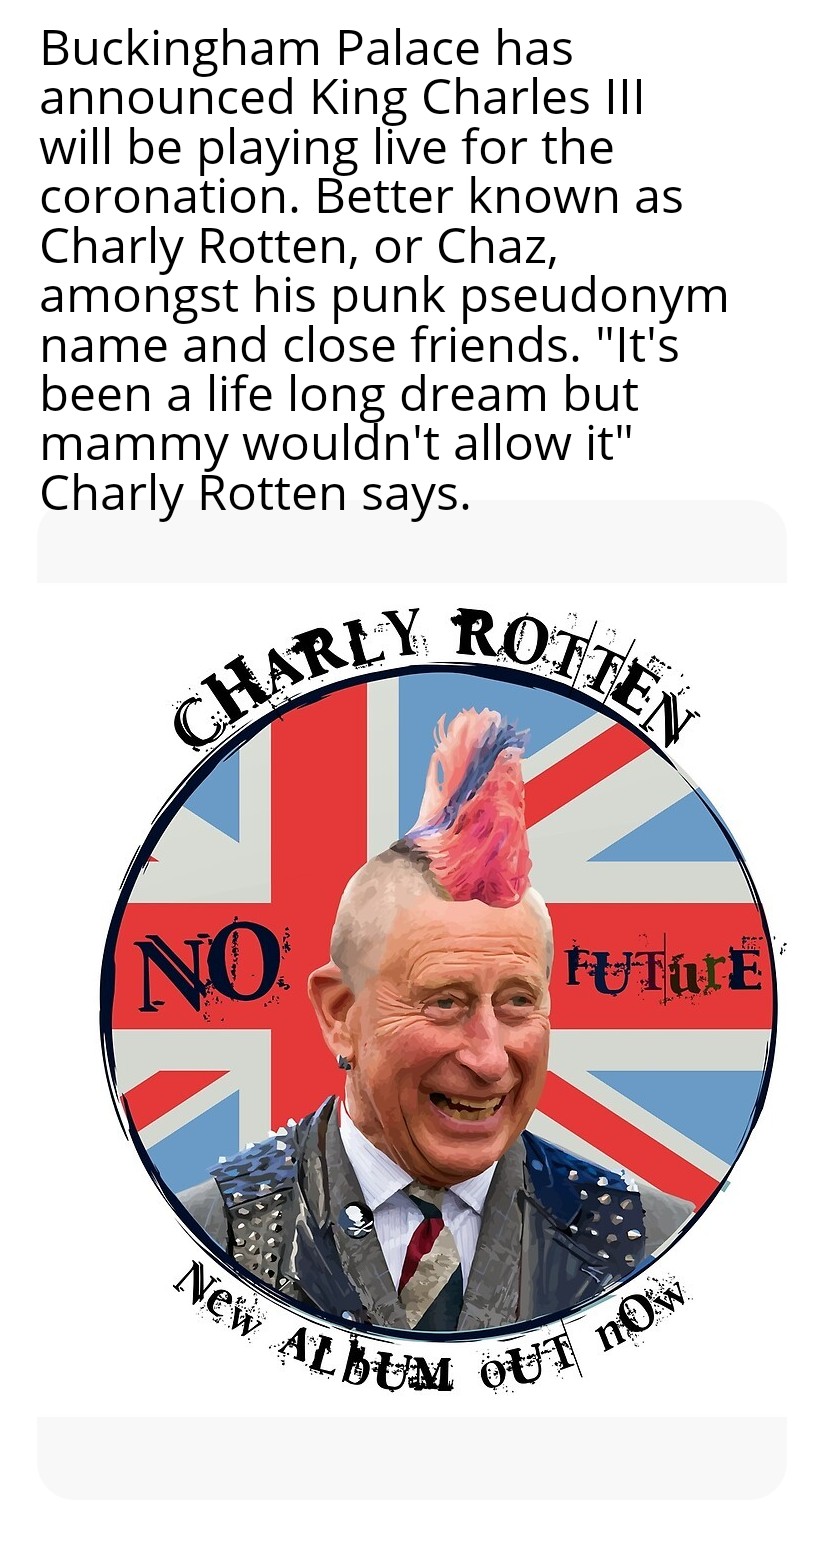 Buckingham Palace has
announced King Charles III
will be playing live for the
coronation. Better known as
Charly Rotten, or Chaz,
amongst his punk pseudonym
name and close friends. "It's
been a life long dream but
mammy wouldn't allow it"
Charly Rotten says.
CHARLY ROTTEN
NO FUTurE
New ALbUM oUT nOw